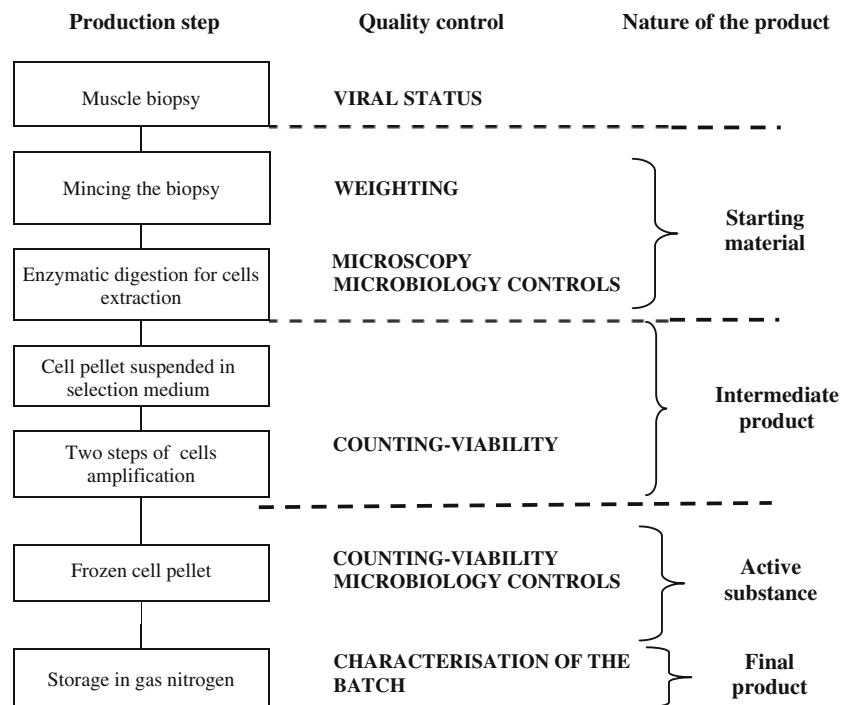 Production step
Quality control
Nature of the product
Muscle biopsy
VIRAL STATUS
Mincing the biopsy
WEIGHTING
Starting
material
Enzymatic digestion for cells
extraction
MICROSCOPY
MICROBIOLOGY CONTROLS
Cell pellet suspended in
selection medium
Intermediate
product
Two steps of cells
amplification
COUNTING-VIABILITY
Frozen cell pellet
COUNTING-VIABILITY
MICROBIOLOGY CONTROLS
Active
substance
Storage in gas nitrogen
CHARACTERISATION OF THE
BATCH
Final
product